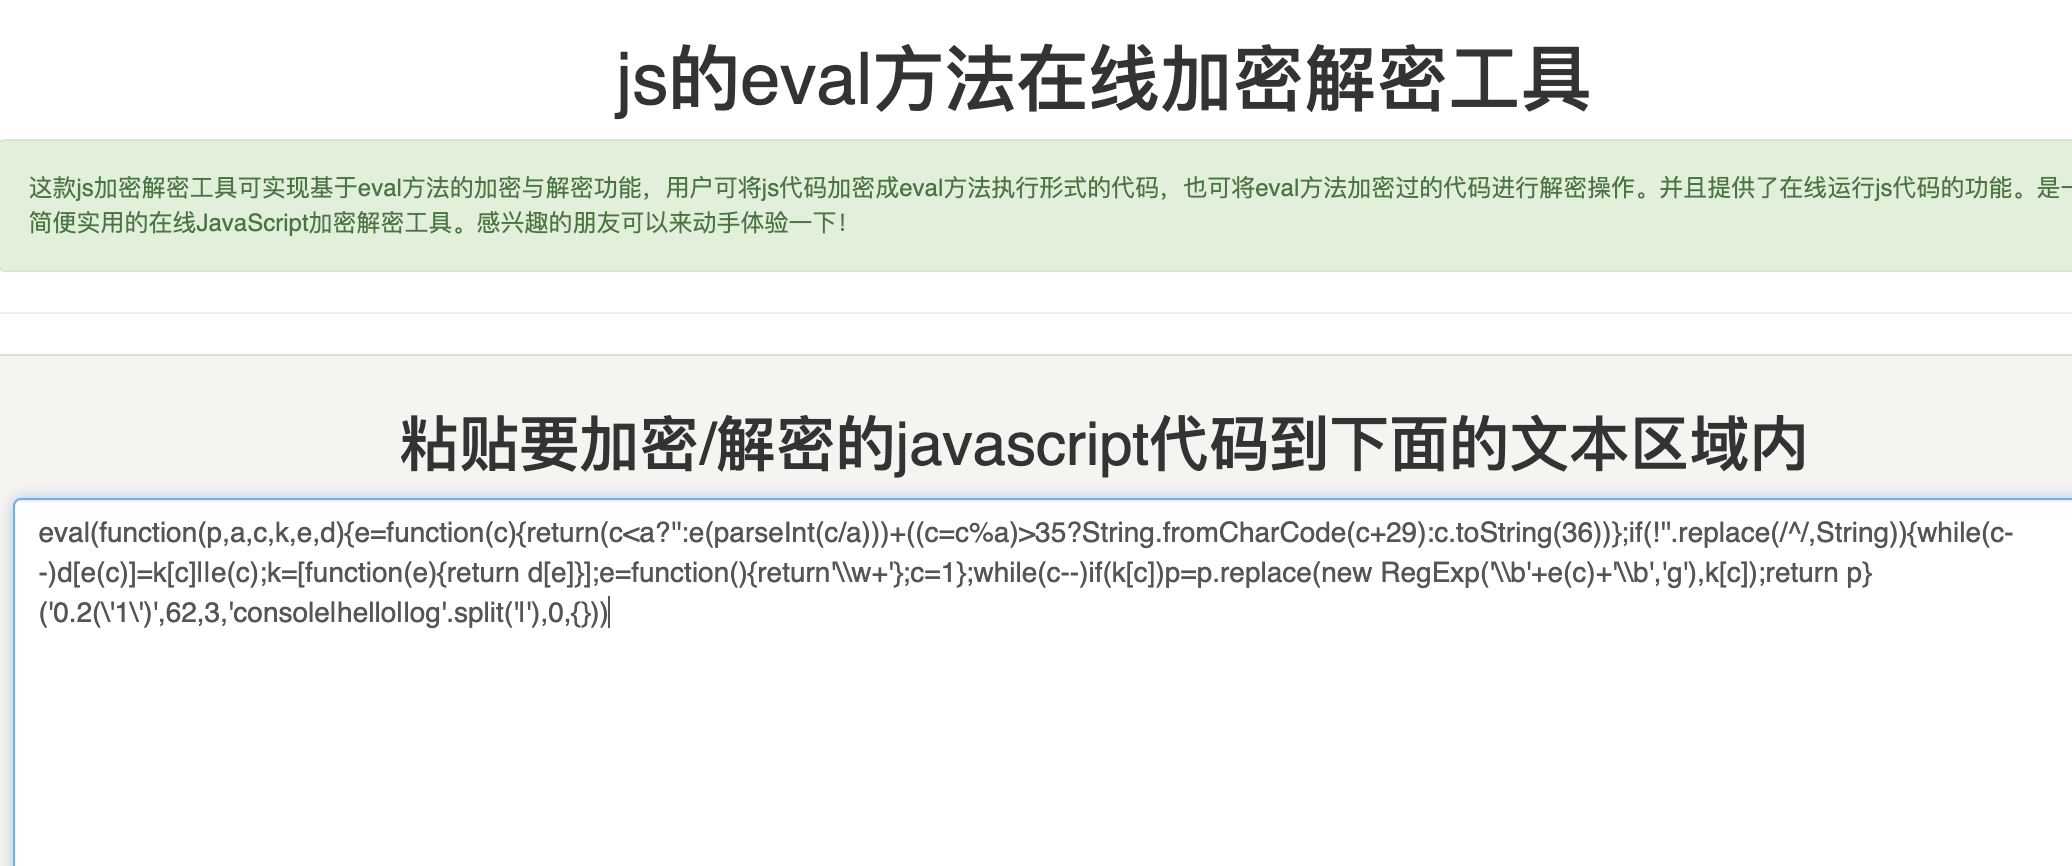 js的eval方法在线加密解密工具
这款js加密解密工具可实现基于eval方法的加密与解密功能，用户可将js代码加密成eval方法执行形式的代码，也可将eval方法加密过的代码进行解密操作。并且提供了在线运行js代码的功能。是一
简便实用的在线JavaScript加密解密工具。感兴趣的朋友可以来动手体验一下！
粘贴要加密/解密的javascript代码到下面的文本区域内
eval(function(p,a,c,k,e,d){e=function(c){return(c<a?'':e(parseInt(c/a)))+((c=c%a)>35?String.fromCharCode(c+29):c.toString(36))};if(!''.replace(/^/,String)){while(c-
-)d[e(c)]=k[c]||e(c);k=[function(e){return d[e]}];e=function(){return'\\w+'};c=1};while(c--)if(k[c])p=p.replace(new RegExp('\\b'+e(c)+'\\b','g'),k[c]);return p}
('0.2(\'1\')',62,3,'console|hello|log'.split('|'),0,{}))